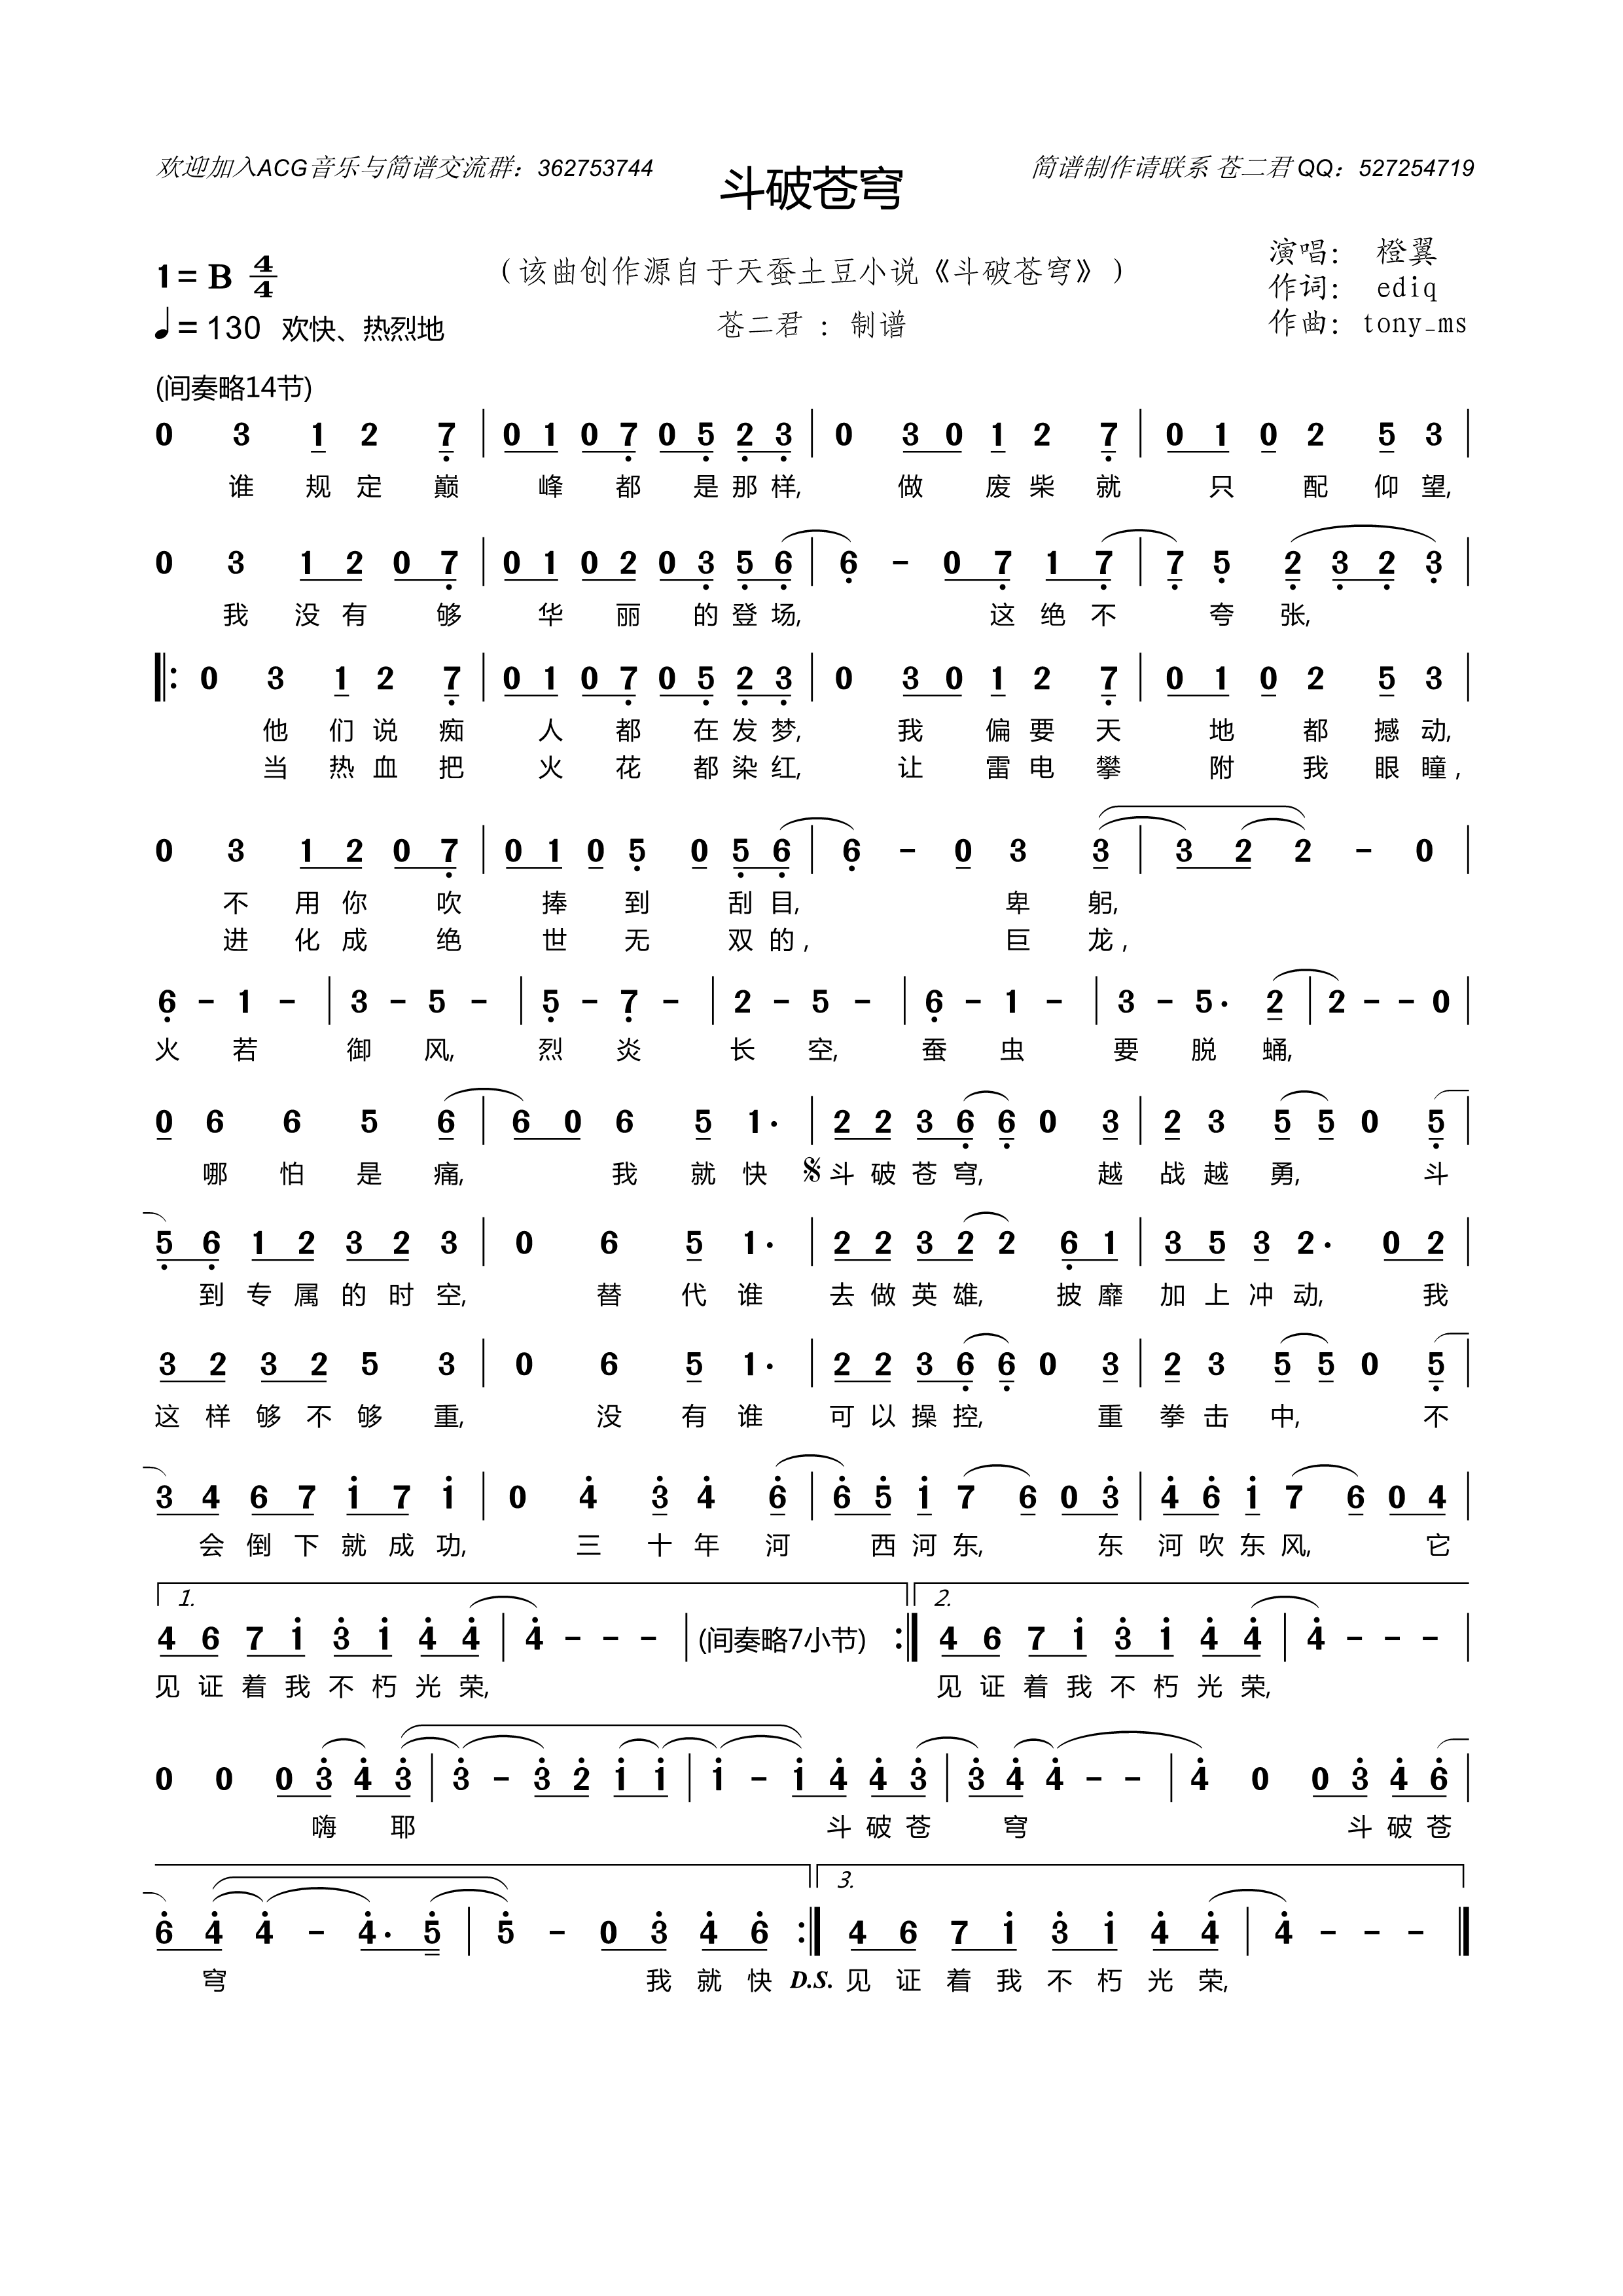 欢迎加入ACG音乐与简谱交流群：362753744
斗破苍穹
简谱制作请联系 苍二君 QQ：527254719
1= B 4/4
（该曲创作源自于天蚕土豆小说《斗破苍穹》）
演唱： 橙翼
作词： ediq
作曲：tony_ms
♩= 130 欢快、热烈地
苍二君 ：制谱
(间奏略14节)
0 3 1 2 7̣ | 0 1 0 7̣ 0 5̣ 2̣ 3̣ | 0 3 0 1 2 7̣ | 0 1 0 2 5 3 |
谁 规 定 巅 峰 都 是 那 样, 做 废 柴 就 只 配 仰 望,
0 3 1 2 0 7̣ | 0 1 0 2 0 3̣ 5̣ 6̣ | 6̣ - 0 7̣ 1 7̣ | 7̣ 5̣ 2̣ 3̣ 2̣ 3̣ |
我 没 有 够 华 丽 的 登 场, 这 绝 不 夸 张,
‖: 0 3 1 2 7̣ | 0 1 0 7̣ 0 5̣ 2̣ 3̣ | 0 3 0 1 2 7̣ | 0 1 0 2 5 3 |
他 们 说 痴 人 都 在 发 梦, 我 偏 要 天 地 都 撼 动,
当 热 血 把 火 花 都 染 红, 让 雷 电 攀 附 我 眼 瞳,
0 3 1 2 0 7̣ | 0 1 0 5̣ 0 5̣ 6̣ | 6̣ - 0 3 3 | 3 2 2 - 0 |
不 用 你 吹 捧 到 刮 目, 卑 躬,
进 化 成 绝 世 无 双 的, 巨 龙,
6̣ - 1 - | 3 - 5 - | 5̣ - 7̣ - | 2 - 5 - | 6̣ - 1 - | 3 - 5· 2 | 2 - - 0 |
火 若 御 风, 烈 炎 长 空, 蚕 虫 要 脱 蛹,
0 6 6 5 6 | 6 0 6 5 1· | 2 2 3 6̣ 6̣ 0 3 | 2 3 5 5 0 5̣ |
哪 怕 是 痛, 我 就 快 𝄋 斗 破 苍 穹, 越 战 越 勇, 斗
5̣ 6̣ 1 2 3 2 3 | 0 6 5 1· | 2 2 3 2 2 6̣ 1 | 3 5 3 2· 0 2 |
到 专 属 的 时 空, 替 代 谁 去 做 英 雄, 披 靡 加 上 冲 动, 我
3 2 3 2 5 3 | 0 6 5 1· | 2 2 3 6̣ 6̣ 0 3 | 2 3 5 5 0 5̣ |
这 样 够 不 够 重, 没 有 谁 可 以 操 控, 重 拳 击 中, 不
3 4 6 7 1̇ 7 1̇ | 0 4̇ 3̇ 4̇ 6̇ | 6̇ 5̇ 1̇ 7 6 0 3̇ | 4̇ 6̇ 1̇ 7 6 0 4 |
会 倒 下 就 成 功, 三 十 年 河 西 河 东, 东 河 吹 东 风, 它
1. 2.
4 6 7 1̇ 3̇ 1̇ 4̇ 4̇ | 4̇ - - - | (间奏略7小节) :‖ 4 6 7 1̇ 3̇ 1̇ 4̇ 4̇ | 4̇ - - - |
见 证 着 我 不 朽 光 荣, 见 证 着 我 不 朽 光 荣,
0 0 0 3̇ 4̇ 3̇ | 3̇ - 3̇ 2̇ 1̇ 1̇ | 1̇ - 1̇ 4̇ 4̇ 3̇ | 3̇ 4̇ 4̇ - - | 4̇ 0 0 3̇ 4̇ 6̇ |
嗨 耶 斗 破 苍 穹 斗 破 苍
3.
6̇ 4̇ 4̇ - 4̇· 5̇ | 5̇ - 0 3̇ 4̇ 6̇ :‖ 4 6 7 1̇ 3̇ 1̇ 4̇ 4̇ | 4̇ - - - ‖
穹 我 就 快 D.S. 见 证 着 我 不 朽 光 荣,